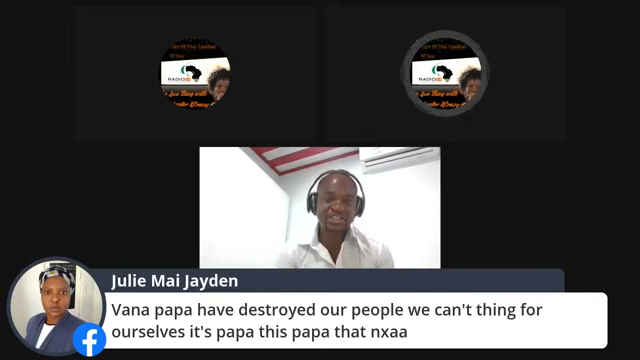 RADIO
RADIO
Julie Mai Jayden
Vana papa have destroyed our people we can't thing for
ourselves it's papa this papa that nxaa